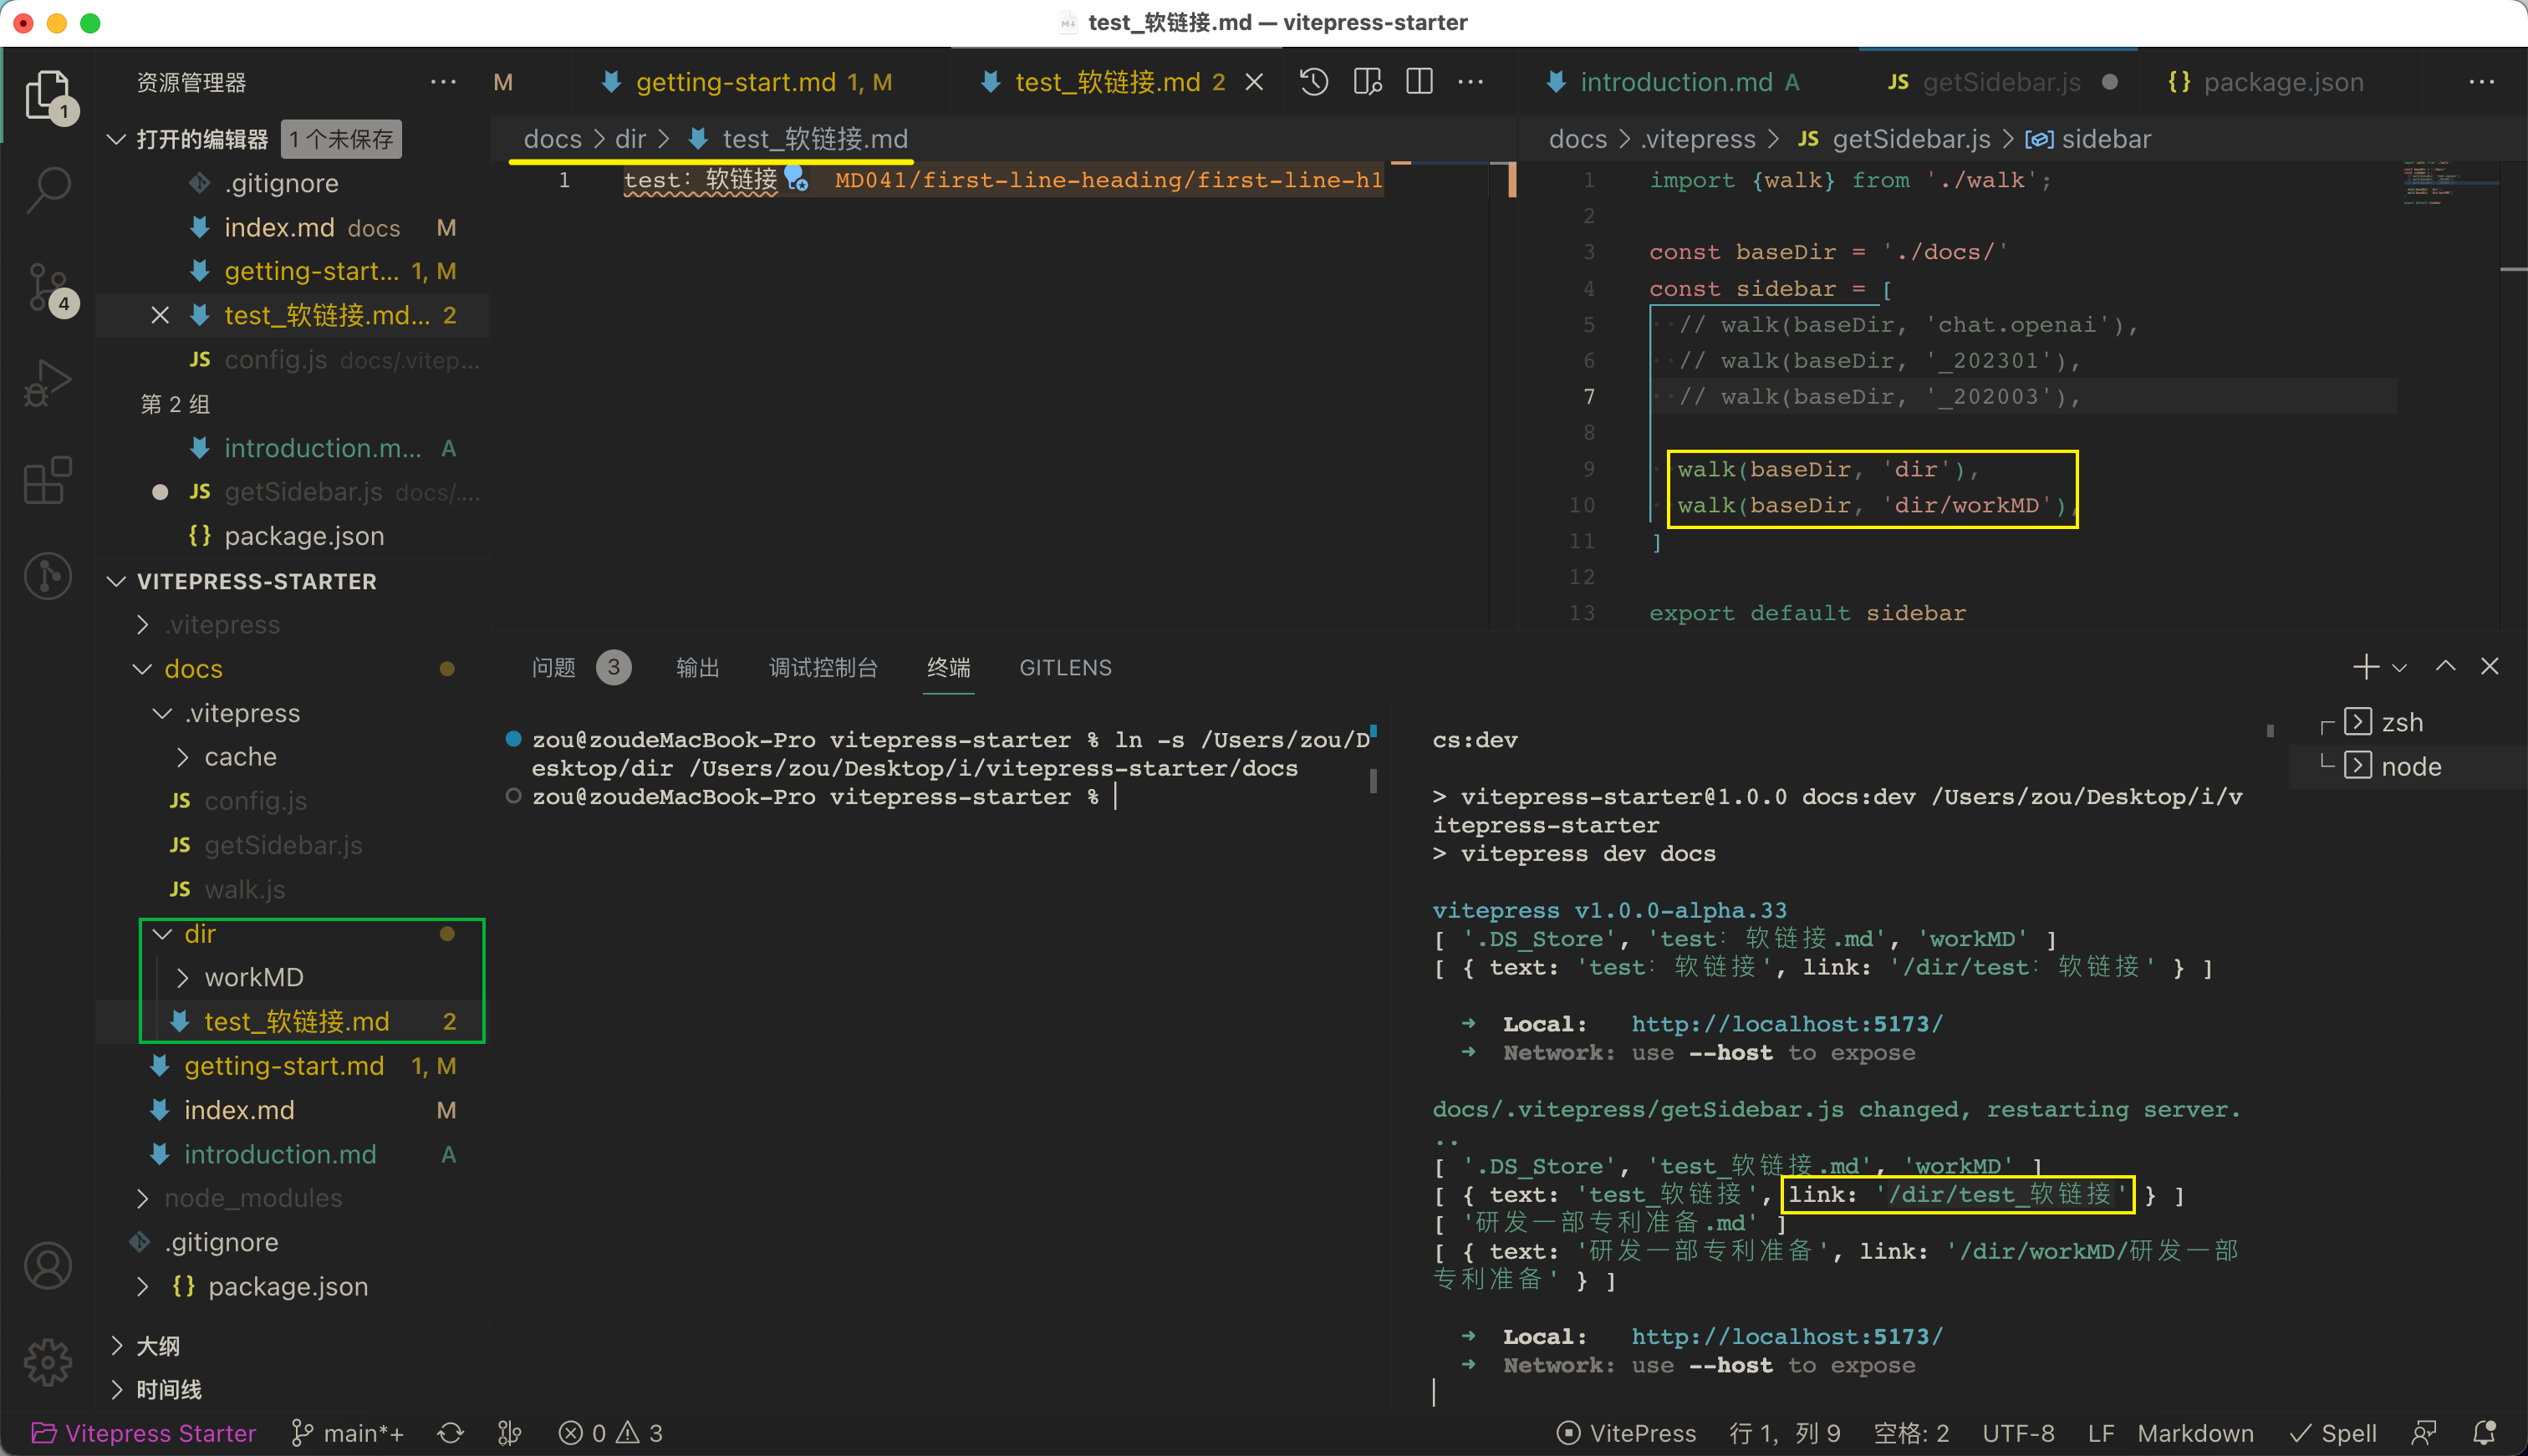 test_软链接.md — vitepress-starter
资源管理器
打开的编辑器 1 个未保存
.gitignore
index.md docs M
getting-start... 1, M
test_软链接.md... 2
config.js docs/.vitep...
第 2 组
introduction.m... A
getSidebar.js docs/....
package.json
VITEPRESS-STARTER
.vitepress
docs
.vitepress
cache
JS config.js
JS getSidebar.js
JS walk.js
dir
workMD
test_软链接.md 2
getting-start.md 1, M
index.md M
introduction.md A
node_modules
.gitignore
{} package.json
大纲
时间线
1
4
M getting-start.md 1, M test_软链接.md 2
docs > dir > test_软链接.md
1 test：软链接 MD041/first-line-heading/first-line-h1
introduction.md A JS getSidebar.js {} package.json
docs > .vitepress > JS getSidebar.js > sidebar
1 import {walk} from './walk';
2
3 const baseDir = './docs/'
4 const sidebar = [
5 // walk(baseDir, 'chat.openai'),
6 // walk(baseDir, '_202301'),
7 // walk(baseDir, '_202003'),
8
9 walk(baseDir, 'dir'),
10 walk(baseDir, 'dir/workMD'),
11 ]
12
13 export default sidebar
问题 3 输出 调试控制台 终端 GITLENS
zou@zoudeMacBook-Pro vitepress-starter % ln -s /Users/zou/D
esktop/dir /Users/zou/Desktop/i/vitepress-starter/docs
zou@zoudeMacBook-Pro vitepress-starter %
cs:dev
> vitepress-starter@1.0.0 docs:dev /Users/zou/Desktop/i/v
itepress-starter
> vitepress dev docs
vitepress v1.0.0-alpha.33
[ '.DS_Store', 'test：软链接.md', 'workMD' ]
[ { text: 'test：软链接', link: '/dir/test：软链接' } ]
➜ Local: http://localhost:5173/
➜ Network: use --host to expose
docs/.vitepress/getSidebar.js changed, restarting server.
..
[ '.DS_Store', 'test_软链接.md', 'workMD' ]
[ { text: 'test_软链接', link: '/dir/test_软链接' } ]
[ '研发一部专利准备.md' ]
[ { text: '研发一部专利准备', link: '/dir/workMD/研发一部
专利准备' } ]
➜ Local: http://localhost:5173/
➜ Network: use --host to expose
zsh
node
Vitepress Starter main*+ 0 3 VitePress 行 1，列 9 空格: 2 UTF-8 LF Markdown Spell